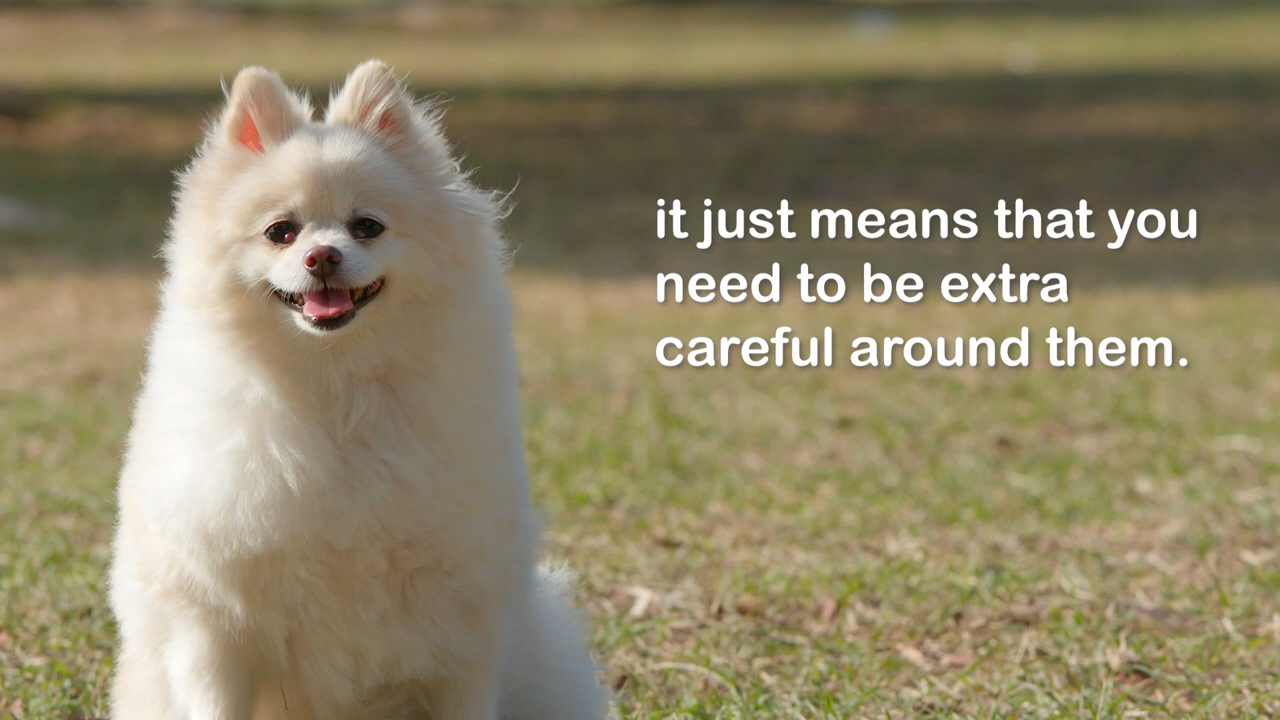 it just means that you
need to be extra
careful around them.